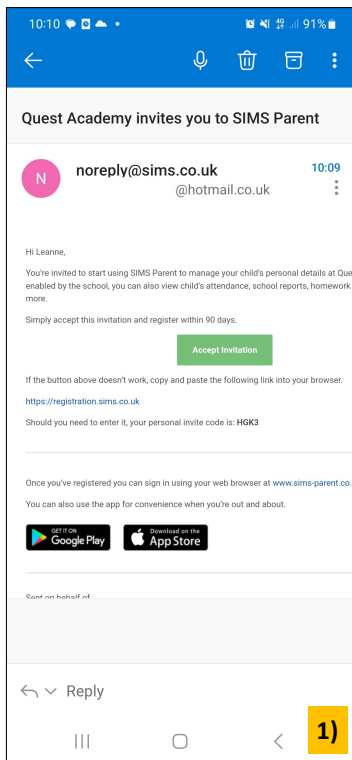 10:10
4G
91%
Quest Academy invites you to SIMS Parent
N
noreply@sims.co.uk
10:09
@hotmail.co.uk
Hi Leanne,
You're invited to start using SIMS Parent to manage your child's personal details at Que
enabled by the school, you can also view child's attendance, school reports, homework
more.
Simply accept this invitation and register within 90 days.
Accept Invitation
If the button above doesn't work, copy and paste the following link into your browser.
https://registration.sims.co.uk
Should you need to enter it, your personal invite code is: HGK3
Once you've registered you can sign in using your web browser at www.sims-parent.co.
You can also use the app for convenience when you're out and about.
GET IT ON
Google Play
Download on the
App Store
Sent on behalf of
Reply
1)